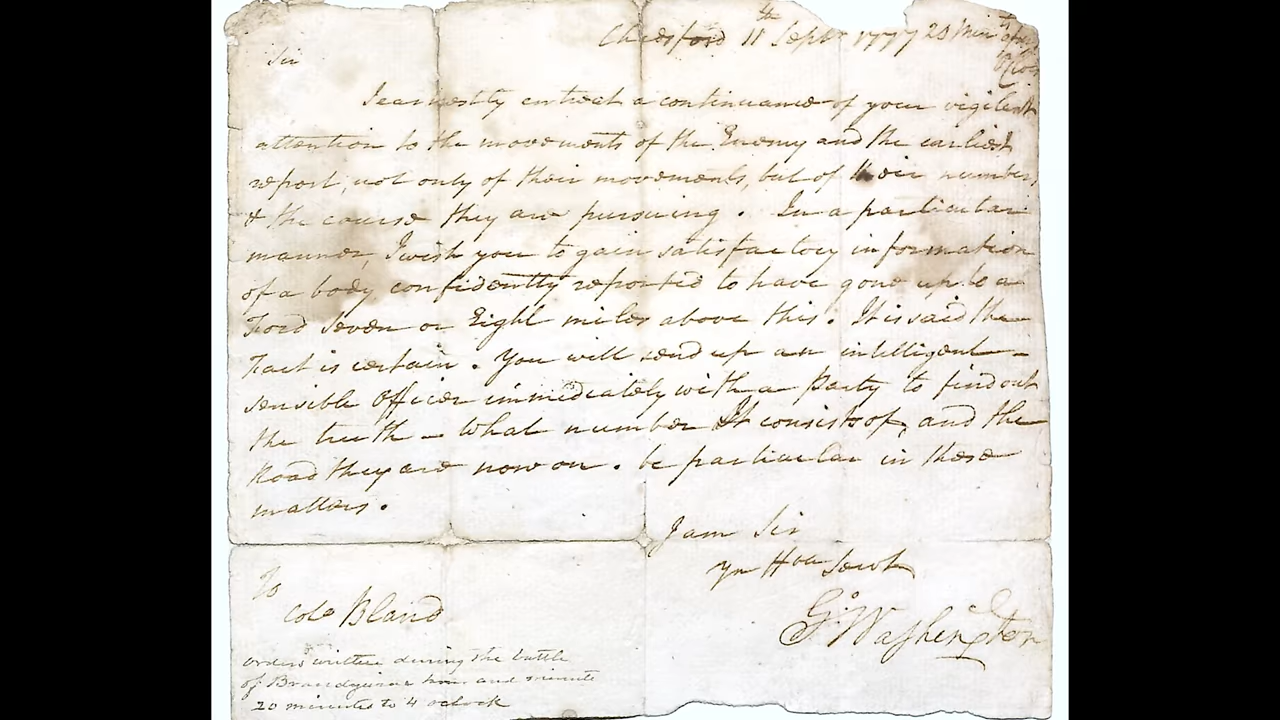 Chadsford 11th Sepr 1777 20 Min
Sir
I earnestly entreat a continuance of your vigilent
attention to the movements of the Enemy and the earliest
report, not only of their movements, but of their numbers
& the course they are pursuing. In a particular
manner, I wish you to gain satisfactory information
of a body confidently reported to have gone up to a
Ford Seven or Eight miles above this. It is said the
Fact is certain. You will send up an intelligent
sensible Officer immediately with a Party to find out
the truth – What number It consists of, and the
Road they are now on. be particular in these
matters.
I am Sir
Yr Hble Servt
Go: Washington
To
Colo Bland
orders written during the battle
of Brandywine hour and minute
20 minutes to 4 oclock